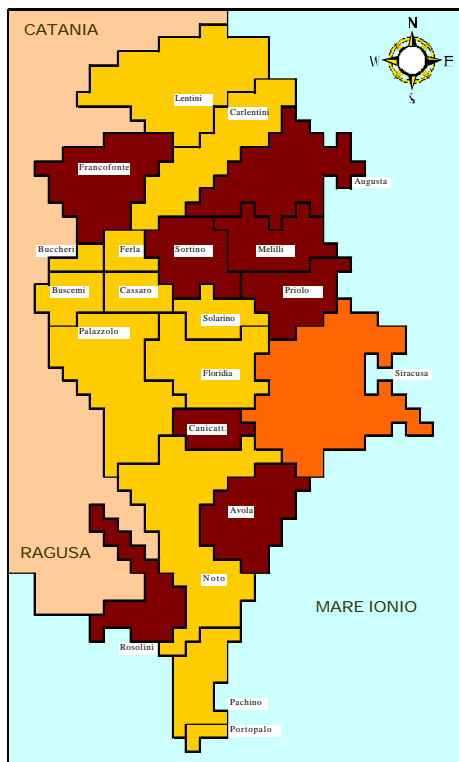 CATANIA
N
W E
S
Lentini
Carlentini
Francofonte
Augusta
Buccheri
Ferla
Sortino
Melilli
Buscemi
Cassaro
Priolo
Solarino
Palazzolo
Floridia
Siracusa
Canicatt.
Avola
RAGUSA
Noto
MARE IONIO
Rosolini
Pachino
Portopalo